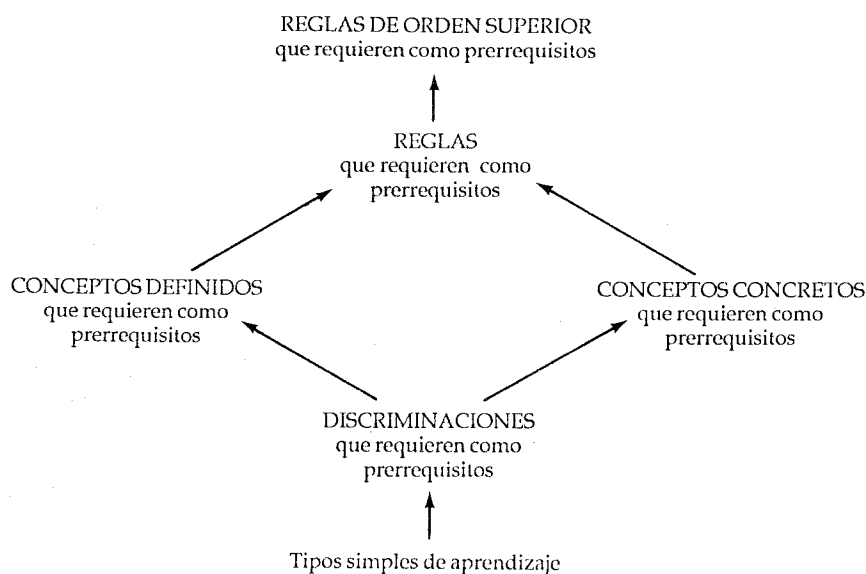 REGLAS DE ORDEN SUPERIOR
que requieren como prerrequisitos
REGLAS
que requieren como
prerrequisitos
CONCEPTOS DEFINIDOS
que requieren como
prerrequisitos
CONCEPTOS CONCRETOS
que requieren como
prerrequisitos
DISCRIMINACIONES
que requieren como
prerrequisitos
Tipos simples de aprendizaje